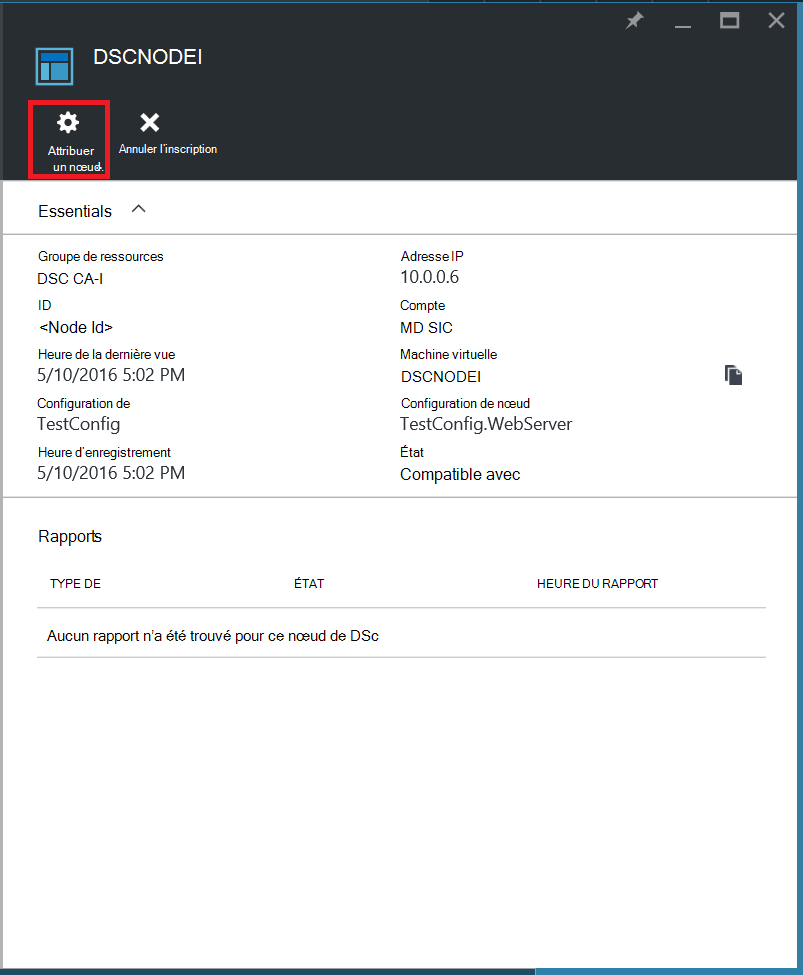 DSCNODEI
Attribuer
un nœud.
Annuler l'inscription
Essentials
Groupe de ressources
DSC CA-I
ID
<Node Id>
Heure de la dernière vue
5/10/2016 5:02 PM
Configuration de
TestConfig
Heure d'enregistrement
5/10/2016 5:02 PM
Adresse IP
10.0.0.6
Compte
MD SIC
Machine virtuelle
DSCNODEI
Configuration de nœud
TestConfig.WebServer
État
Compatible avec
Rapports
TYPE DE ÉTAT HEURE DU RAPPORT
Aucun rapport n’a été trouvé pour ce nœud de DSc